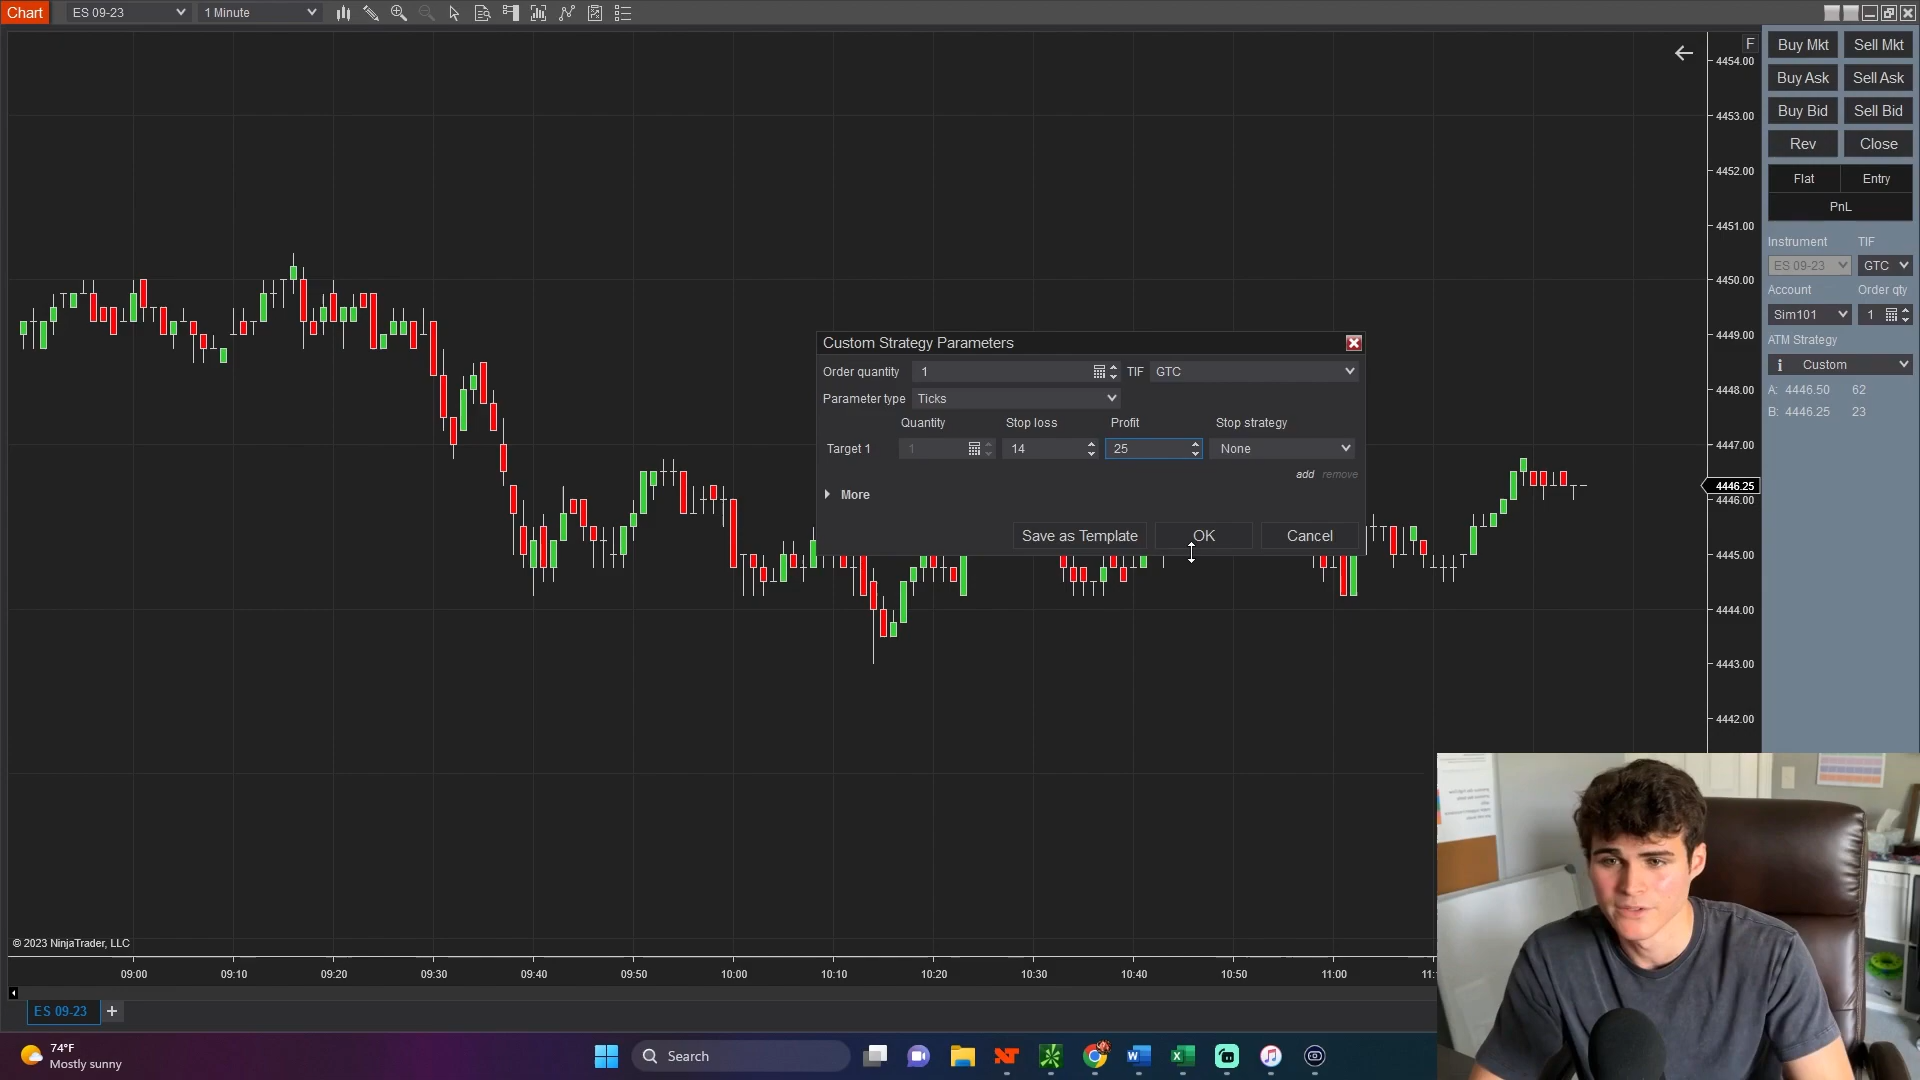 Chart
ES 09-23
1 Minute
F
4454.00
4453.00
4452.00
4451.00
4450.00
4449.00
4448.00
4447.00
4446.25
4446.00
4445.00
4444.00
4443.00
4442.00
Buy Mkt
Sell Mkt
Buy Ask
Sell Ask
Buy Bid
Sell Bid
Rev
Close
Flat
Entry
PnL
Instrument
TIF
ES 09-23
GTC
Account
Order qty
Sim101
1
ATM Strategy
i
Custom
A: 4446.50 62
B: 4446.25 23
Custom Strategy Parameters
Order quantity
1
TIF
GTC
Parameter type
Ticks
Quantity
Stop loss
Profit
Stop strategy
Target 1
1
14
25
None
add
remove
More
Save as Template
OK
Cancel
© 2023 NinjaTrader, LLC
09:00
09:10
09:20
09:30
09:40
09:50
10:00
10:10
10:20
10:30
10:40
10:50
11:00
ES 09-23
+
74°F
Mostly sunny
Search